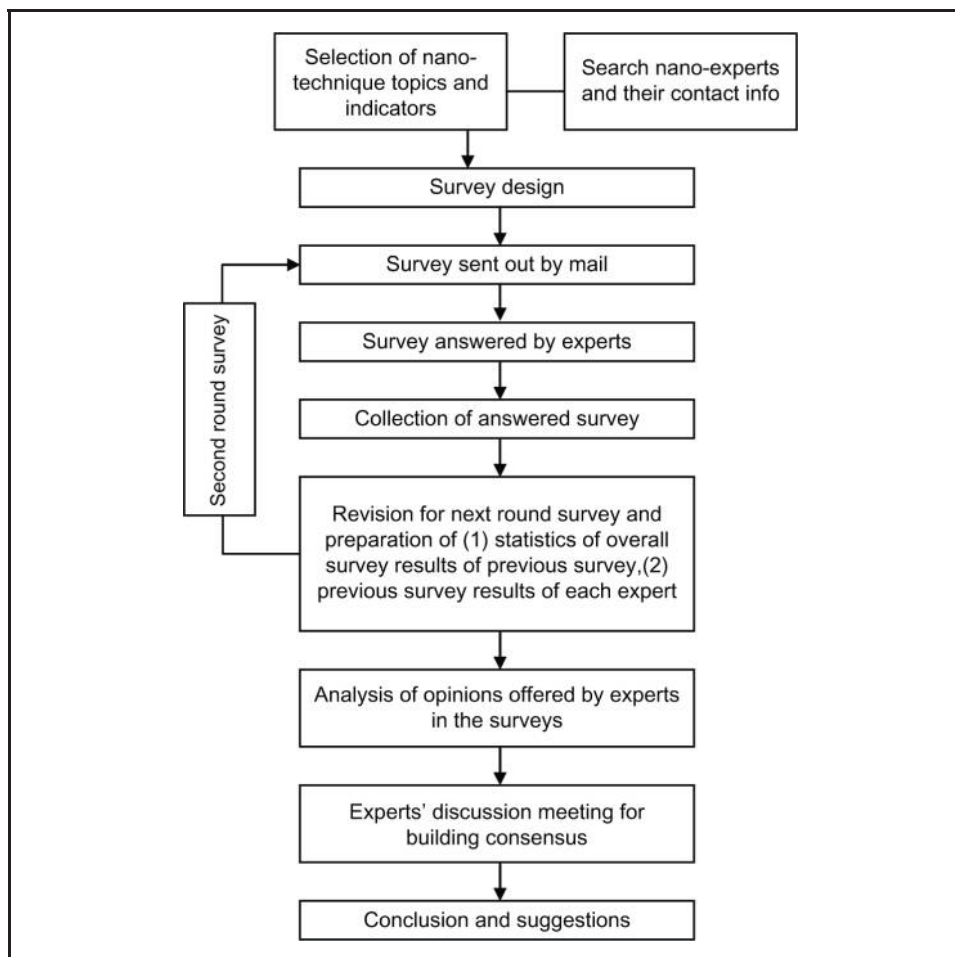 Selection of nano-
technique topics and
indicators
Search nano-experts
and their contact info
Survey design
Survey sent out by mail
Second round survey
Survey answered by experts
Collection of answered survey
Revision for next round survey and
preparation of (1) statistics of overall
survey results of previous survey,(2)
previous survey results of each expert
Analysis of opinions offered by experts
in the surveys
Experts’ discussion meeting for
building consensus
Conclusion and suggestions